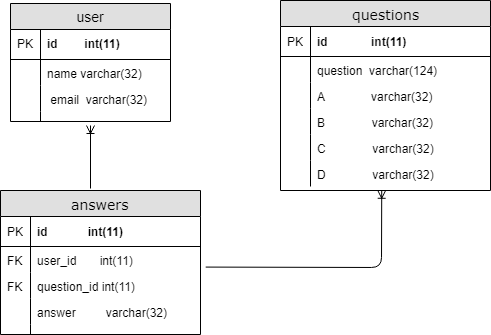 user
PK id int(11)
name varchar(32)
email varchar(32)
questions
PK id int(11)
question varchar(124)
A varchar(32)
B varchar(32)
C varchar(32)
D varchar(32)
answers
PK id int(11)
FK user_id int(11)
FK question_id int(11)
answer varchar(32)